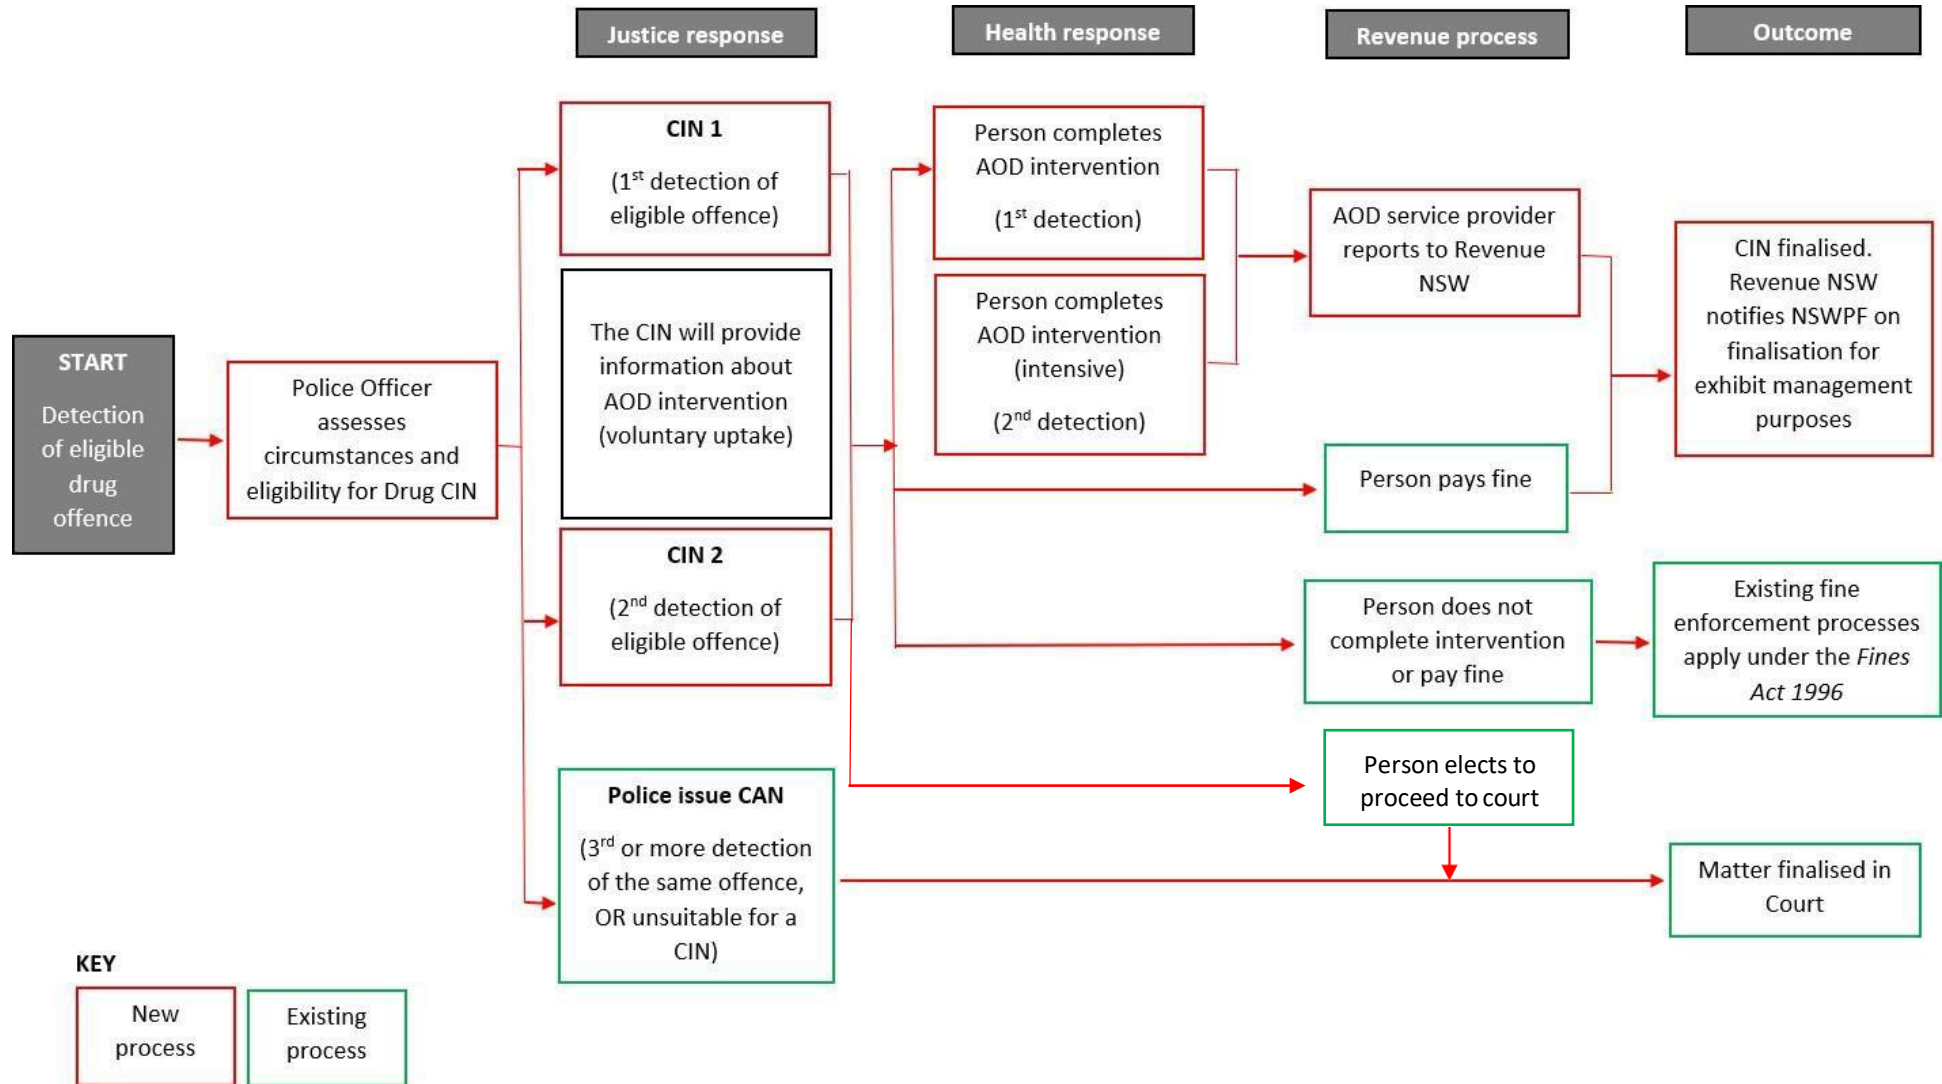 Justice response
Health response
Revenue process
Outcome
START
Detection
of eligible
drug
offence
Police Officer
assesses
circumstances and
eligibility for Drug CIN
CIN 1
(1st detection of
eligible offence)
The CIN will provide
information about
AOD intervention
(voluntary uptake)
CIN 2
(2nd detection of
eligible offence)
Police issue CAN
(3rd or more detection
of the same offence,
OR unsuitable for a
CIN)
Person completes
AOD intervention
(1st detection)
Person completes
AOD intervention
(intensive)
(2nd detection)
AOD service provider
reports to Revenue
NSW
Person pays fine
Person does not
complete intervention
or pay fine
Person elects to
proceed to court
CIN finalised.
Revenue NSW
notifies NSWPF on
finalisation for
exhibit management
purposes
Existing fine
enforcement processes
apply under the Fines
Act 1996
Matter finalised in
Court
KEY
New
process
Existing
process